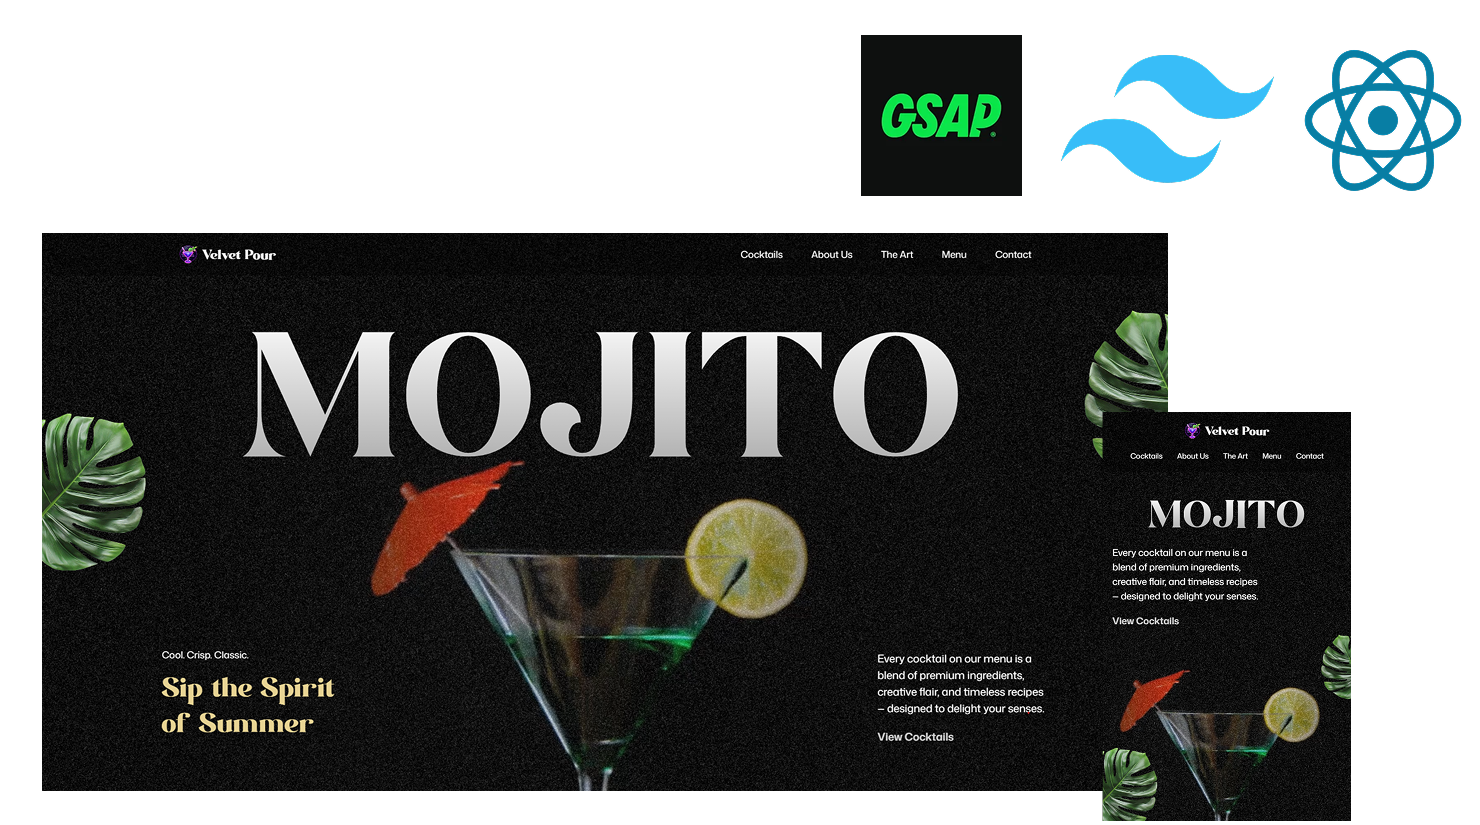 GSAP
Velvet Pour
Cocktails About Us The Art Menu Contact
MOJITO
Cool. Crisp. Classic.
Sip the Spirit
of Summer
Every cocktail on our menu is a
blend of premium ingredients,
creative flair, and timeless recipes
– designed to delight your senses.
View Cocktails
Velvet Pour
Cocktails About Us The Art Menu Contact
MOJITO
Every cocktail on our menu is a
blend of premium ingredients,
creative flair, and timeless recipes
– designed to delight your senses.
View Cocktails